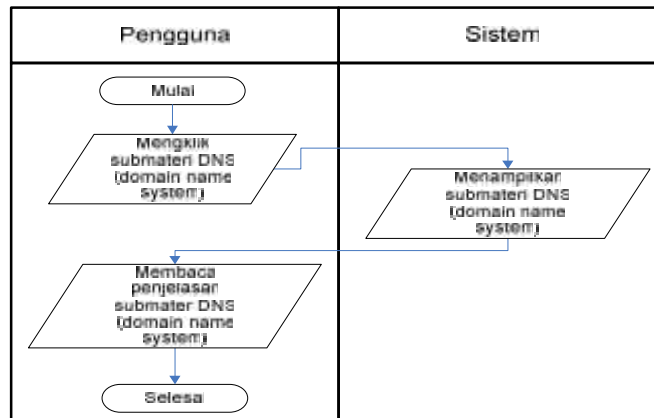 Pengguna
Sistem
Mulai
Mengklik
submateri DNS
(domain name
system)
Menampilkan
submateri DNS
(domain name
system)
Membaca
penjelasan
submater DNS
(domain name
system)
Selesa